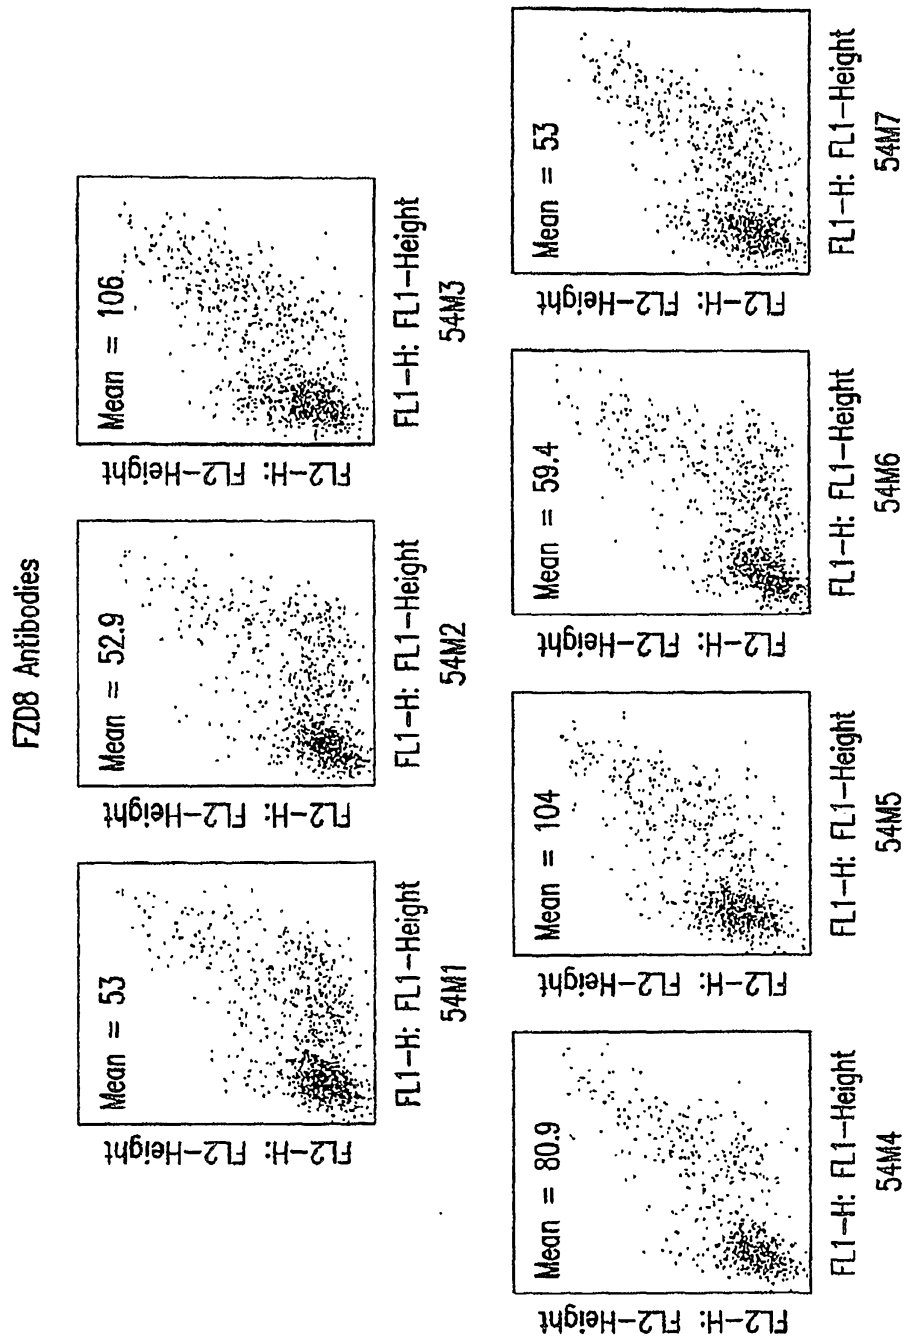 FZD8 Antibodies
Mean = 53
FL2-H: FL2-Height
FL1-H: FL1-Height
54M1
Mean = 52.9
FL2-H: FL2-Height
FL1-H: FL1-Height
54M2
Mean = 106
FL2-H: FL2-Height
FL1-H: FL1-Height
54M3
Mean = 80.9
FL2-H: FL2-Height
FL1-H: FL1-Height
54M4
Mean = 104
FL2-H: FL2-Height
FL1-H: FL1-Height
54M5
Mean = 59.4
FL2-H: FL2-Height
FL1-H: FL1-Height
54M6
Mean = 53
FL2-H: FL2-Height
FL1-H: FL1-Height
54M7